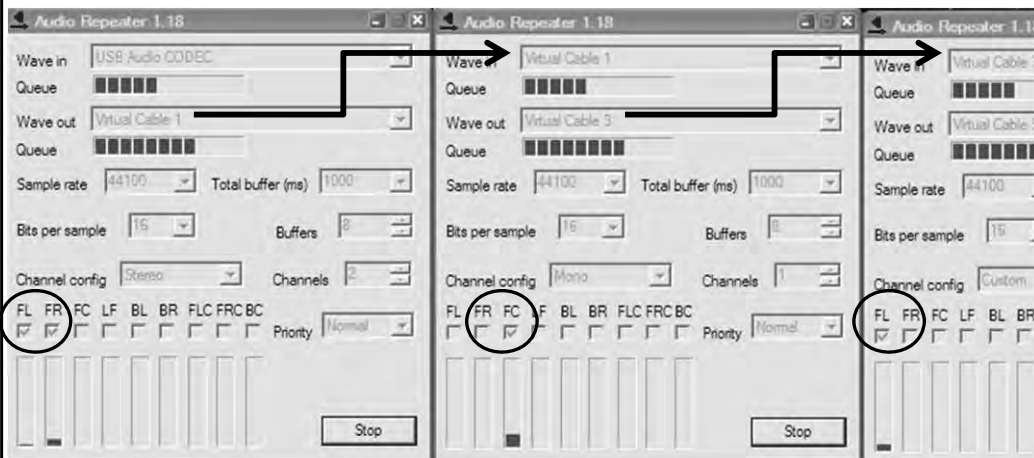 Audio Repeater 1.18
Wave in USB Audio CODEC
Queue
Wave out Virtual Cable 1
Queue
Sample rate 44100 Total buffer (ms) 1000
Bits per sample 16 Buffers 8
Channel config Stereo Channels 2
FL FR FC LF BL BR FLC FRC BC
Priority Normal
Stop
Audio Repeater 1.18
Wave in Virtual Cable 1
Queue
Wave out Virtual Cable 3
Queue
Sample rate 44100 Total buffer (ms) 1000
Bits per sample 16 Buffers 8
Channel config Mono Channels 1
FL FR FC LF BL BR FLC FRC BC
Priority Normal
Stop
Audio Repeater 1.18
Wave in Virtual Cable
Queue
Wave out Virtual Cable
Queue
Sample rate 44100
Bits per sample 16
Channel config Custom
FL FR FC LF BL BR